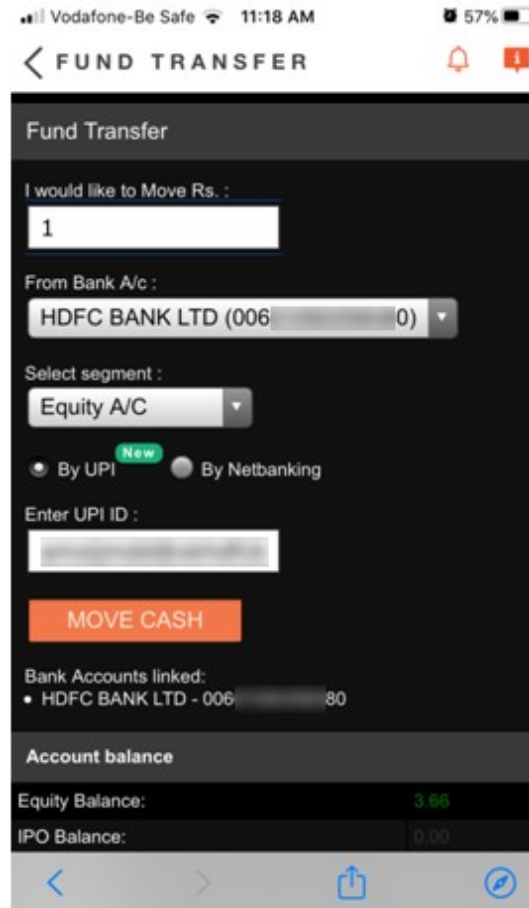 Vodafone-Be Safe 11:18 AM 57%
FUND TRANSFER
Fund Transfer
I would like to Move Rs. :
1
From Bank A/c :
HDFC BANK LTD (006 0)
Select segment :
Equity A/C
New
By UPI By Netbanking
Enter UPI ID :
MOVE CASH
Bank Accounts linked:
• HDFC BANK LTD - 006 80
Account balance
Equity Balance: 3.66
IPO Balance: 0.00